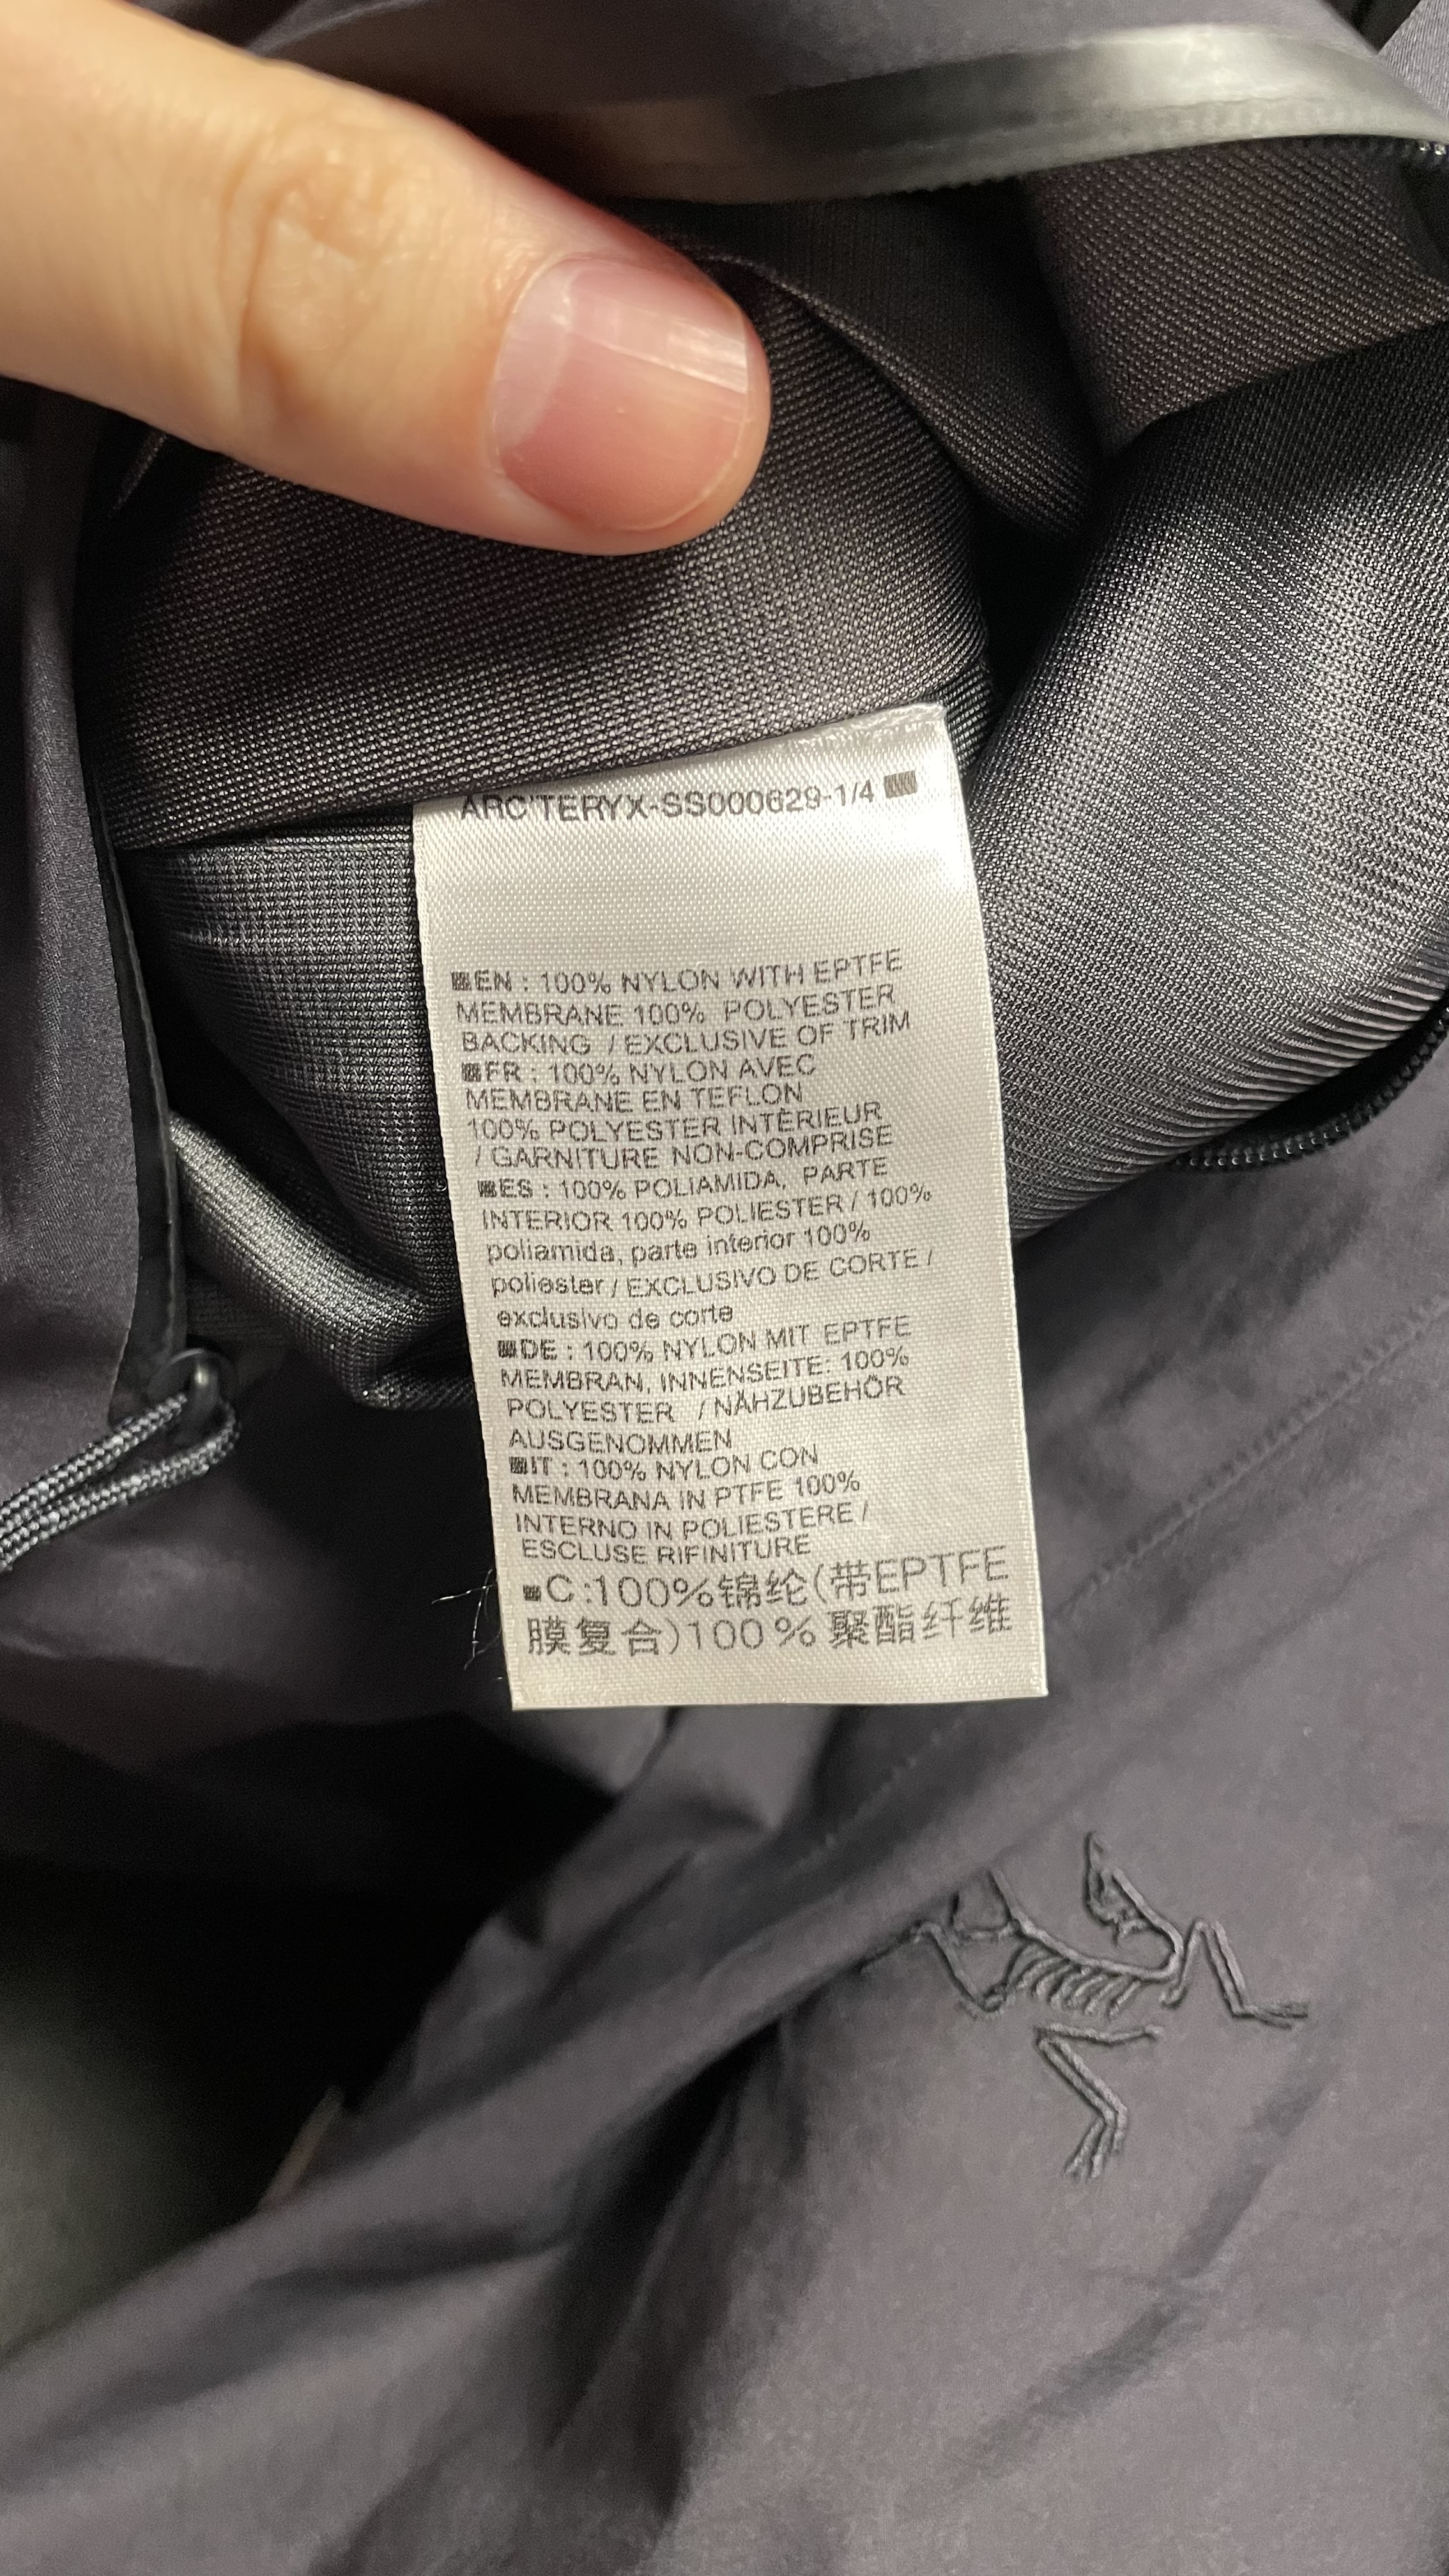 ARC'TERYX-SS000629-1/4
EN : 100% NYLON WITH EPTFE
MEMBRANE 100% POLYESTER
BACKING / EXCLUSIVE OF TRIM
FR : 100% NYLON AVEC
MEMBRANE EN TEFLON
100% POLYESTER INTÈRIEUR
/ GARNITURE NON-COMPRISE
ES : 100% POLIAMIDA, PARTE
INTERIOR 100% POLIESTER / 100%
poliamida, parte interior 100%
poliester / EXCLUSIVO DE CORTE /
exclusivo de corte
DE : 100% NYLON MIT EPTFE
MEMBRAN, INNENSEITE: 100%
POLYESTER / NÄHZUBEHÖR
AUSGENOMMEN
IT : 100% NYLON CON
MEMBRANA IN PTFE 100%
INTERNO IN POLIESTERE /
ESCLUSE RIFINITURE
C:100%锦纶(带EPTFE
膜复合)100%聚酯纤维